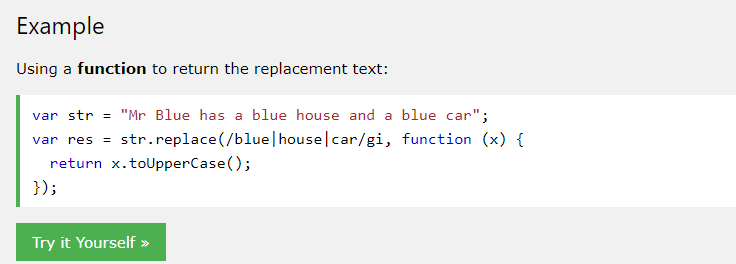 Example
Using a function to return the replacement text:
var str = "Mr Blue has a blue house and a blue car";
var res = str.replace(/blue|house|car/gi, function (x) {
  return x.toUpperCase();
});
Try it Yourself »